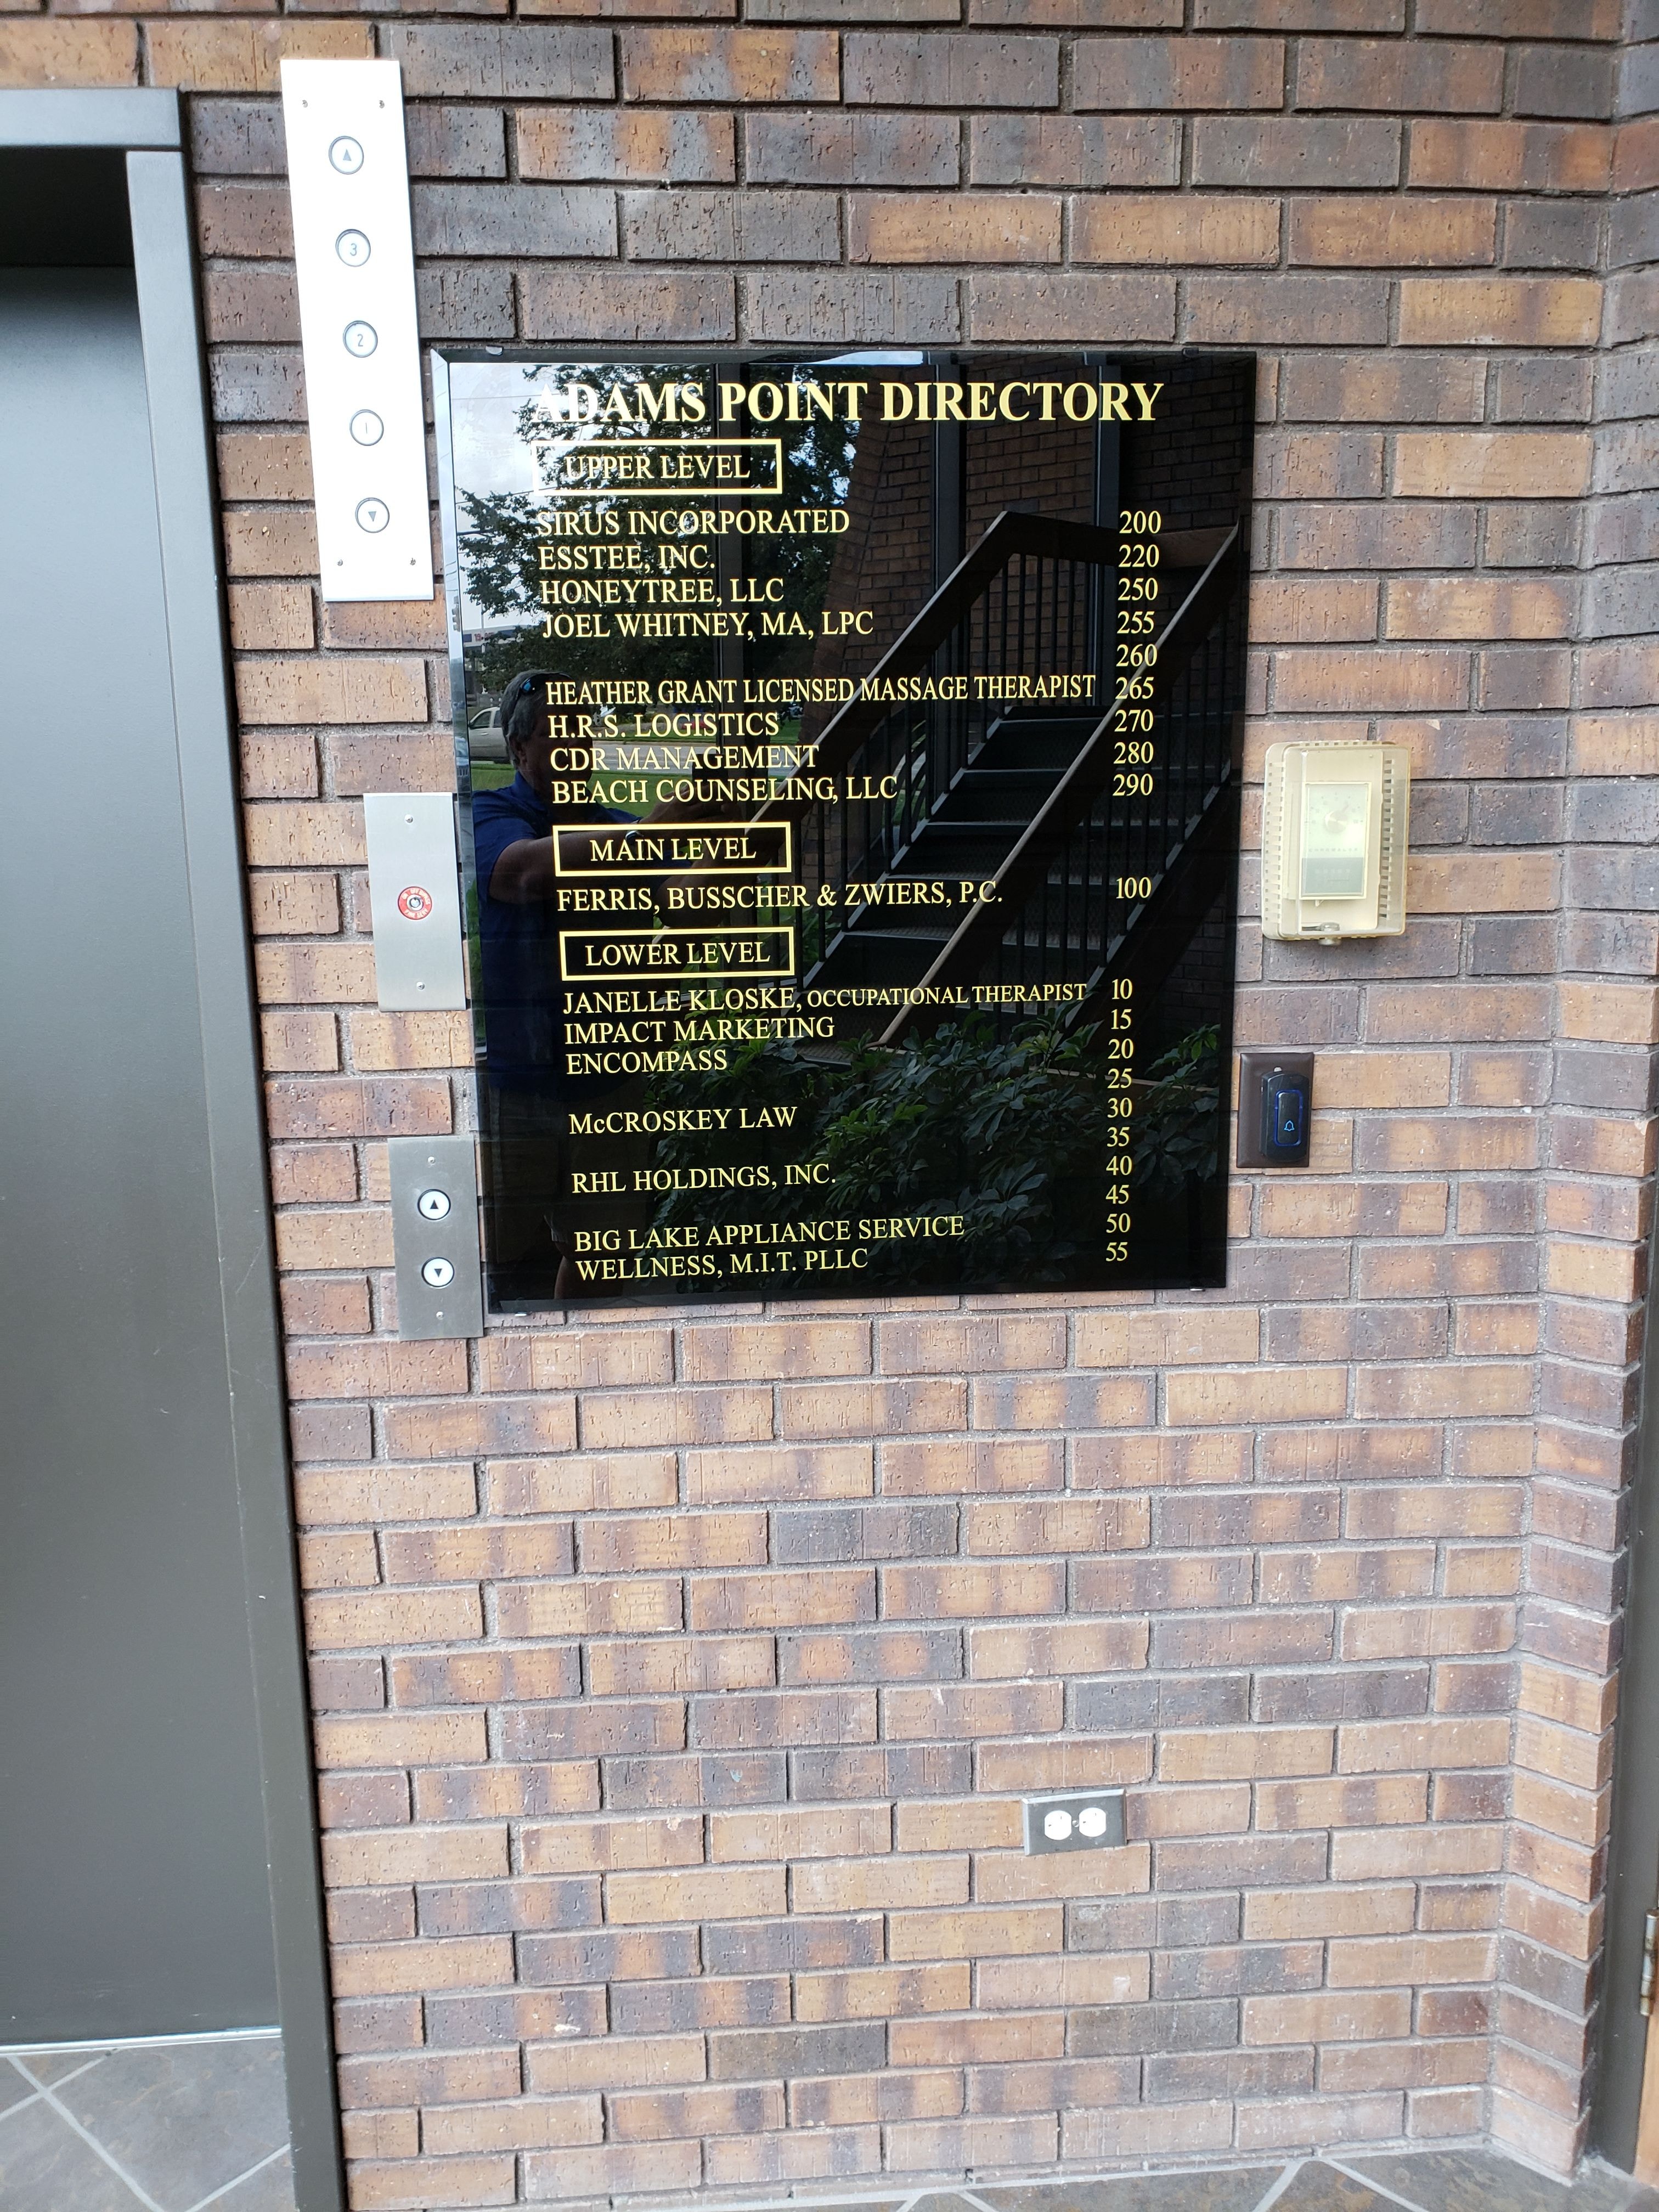 3
2
1
ADAMS POINT DIRECTORY
UPPER LEVEL
SIRUS INCORPORATED 200
ESSTEE, INC. 220
HONEYTREE, LLC 250
JOEL WHITNEY, MA, LPC 255
260
HEATHER GRANT LICENSED MASSAGE THERAPIST 265
H.R.S. LOGISTICS 270
CDR MANAGEMENT 280
BEACH COUNSELING, LLC 290
MAIN LEVEL
FERRIS, BUSSCHER & ZWIERS, P.C. 100
LOWER LEVEL
JANELLE KLOSKE, OCCUPATIONAL THERAPIST 10
IMPACT MARKETING 15
ENCOMPASS 20
25
McCROSKEY LAW 30
35
RHL HOLDINGS, INC. 40
45
BIG LAKE APPLIANCE SERVICE 50
WELLNESS, M.I.T. PLLC 55